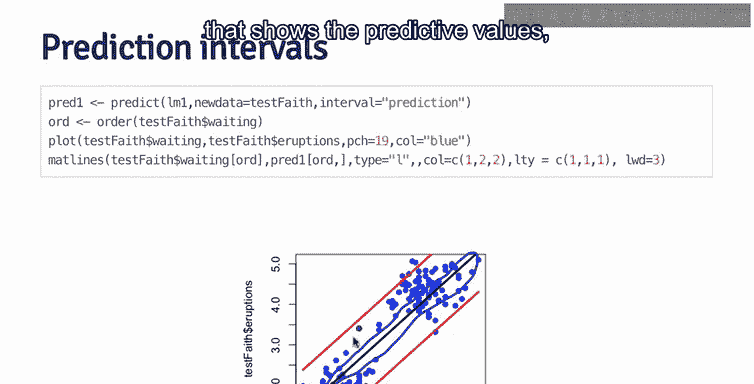 that shows the predictive values,
Prediction intervals
pred1 <- predict(lm1,newdata=testFaith,interval="prediction")
ord <- order(testFaith$waiting)
plot(testFaith$waiting,testFaith$eruptions,pch=19,col="blue")
matlines(testFaith$waiting[ord],pred1[ord,],type="l",,col=c(1,2,2),lty = c(1,1,1), lwd=3)
5.0
4.0
3.0
testFaith$eruptions